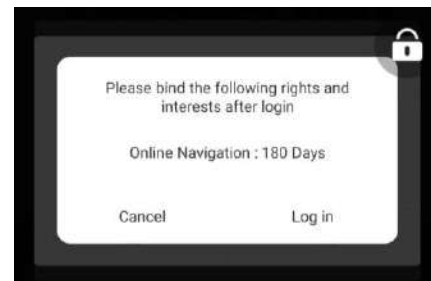 Please bind the following rights and
interests after login
Online Navigation : 180 Days
Cancel
Log in